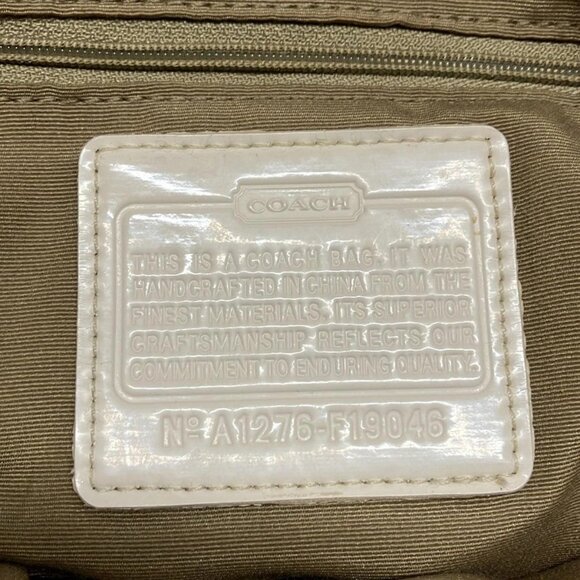 COACH
THIS IS A COACH BAG. IT WAS
HANDCRAFTED IN CHINA FROM THE
FINEST MATERIALS. ITS SUPERIOR
CRAFTSMANSHIP REFLECTS OUR
COMMITMENT TO ENDURING QUALITY.
Nº A1276-F19046